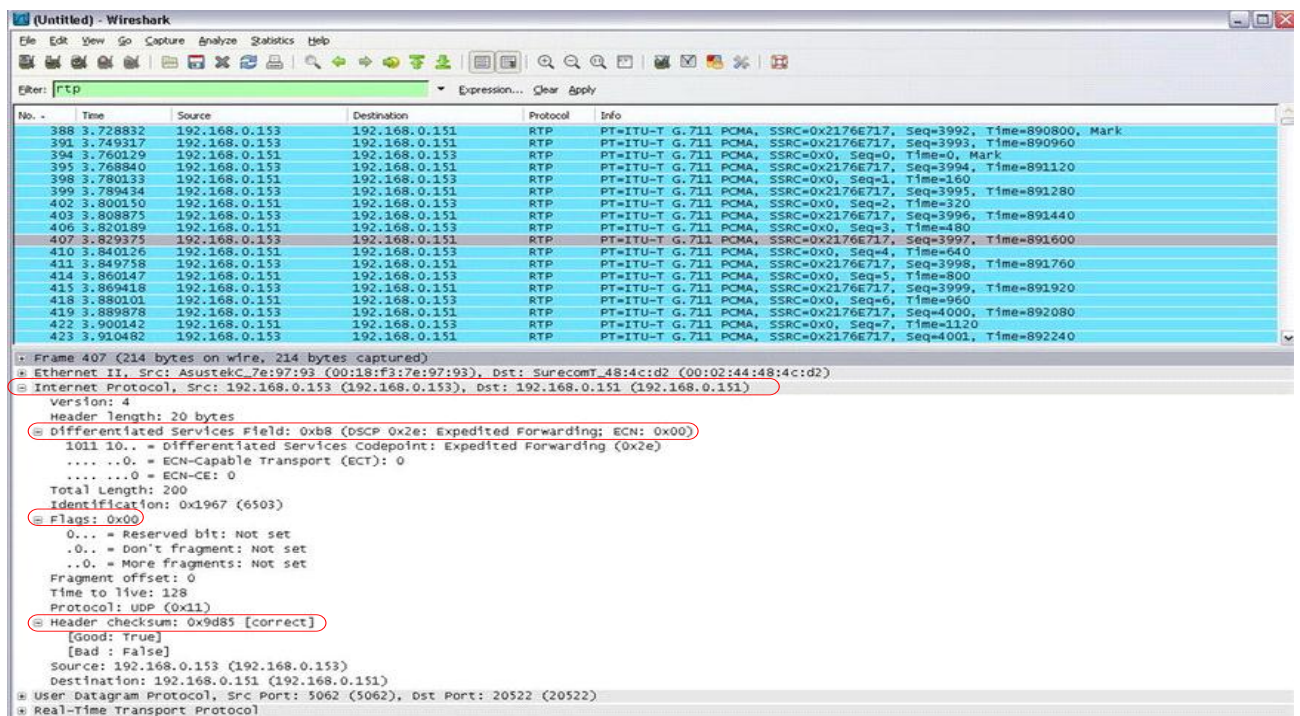 (Untitled) - Wireshark
File Edit View Go Capture Analyze Statistics Help
Filter: rtp Expression... Clear Apply
No. - Time Source Destination Protocol Info
388 3.728832 192.168.0.153 192.168.0.151 RTP PT=ITU-T G.711 PCMA, SSRC=0x2176E717, Seq=3992, Time=890800, Mark
391 3.749317 192.168.0.153 192.168.0.151 RTP PT=ITU-T G.711 PCMA, SSRC=0x2176E717, Seq=3993, Time=890960
394 3.760129 192.168.0.151 192.168.0.153 RTP PT=ITU-T G.711 PCMA, SSRC=0x0, Seq=0, Time=0, Mark
395 3.768840 192.168.0.153 192.168.0.151 RTP PT=ITU-T G.711 PCMA, SSRC=0x2176E717, Seq=3994, Time=891120
398 3.780133 192.168.0.151 192.168.0.153 RTP PT=ITU-T G.711 PCMA, SSRC=0x0, Seq=1, Time=160
399 3.789434 192.168.0.153 192.168.0.151 RTP PT=ITU-T G.711 PCMA, SSRC=0x2176E717, Seq=3995, Time=891280
402 3.800150 192.168.0.151 192.168.0.153 RTP PT=ITU-T G.711 PCMA, SSRC=0x0, Seq=2, Time=320
403 3.808875 192.168.0.153 192.168.0.151 RTP PT=ITU-T G.711 PCMA, SSRC=0x2176E717, Seq=3996, Time=891440
406 3.820189 192.168.0.151 192.168.0.153 RTP PT=ITU-T G.711 PCMA, SSRC=0x0, Seq=3, Time=480
407 3.829375 192.168.0.153 192.168.0.151 RTP PT=ITU-T G.711 PCMA, SSRC=0x2176E717, Seq=3997, Time=891600
410 3.840126 192.168.0.151 192.168.0.153 RTP PT=ITU-T G.711 PCMA, SSRC=0x0, Seq=4, Time=640
411 3.849758 192.168.0.153 192.168.0.151 RTP PT=ITU-T G.711 PCMA, SSRC=0x2176E717, Seq=3998, Time=891760
414 3.860147 192.168.0.151 192.168.0.153 RTP PT=ITU-T G.711 PCMA, SSRC=0x0, Seq=5, Time=800
415 3.869418 192.168.0.153 192.168.0.151 RTP PT=ITU-T G.711 PCMA, SSRC=0x2176E717, Seq=3999, Time=891920
418 3.880101 192.168.0.151 192.168.0.153 RTP PT=ITU-T G.711 PCMA, SSRC=0x0, Seq=6, Time=960
419 3.889878 192.168.0.153 192.168.0.151 RTP PT=ITU-T G.711 PCMA, SSRC=0x2176E717, Seq=4000, Time=892080
422 3.900142 192.168.0.151 192.168.0.153 RTP PT=ITU-T G.711 PCMA, SSRC=0x0, Seq=7, Time=1120
423 3.910482 192.168.0.153 192.168.0.151 RTP PT=ITU-T G.711 PCMA, SSRC=0x2176E717, Seq=4001, Time=892240
Frame 407 (214 bytes on wire, 214 bytes captured)
Ethernet II, Src: AsustekC_7e:97:93 (00:18:f3:7e:97:93), Dst: SurecomT_48:4c:d2 (00:02:44:48:4c:d2)
Internet Protocol, Src: 192.168.0.153 (192.168.0.153), Dst: 192.168.0.151 (192.168.0.151)
Version: 4
Header length: 20 bytes
Differentiated Services Field: 0xb8 (DSCP 0x2e: Expedited Forwarding; ECN: 0x00)
1011 10.. = Differentiated Services Codepoint: Expedited Forwarding (0x2e)
.... ..0. = ECN-Capable Transport (ECT): 0
.... ...0 = ECN-CE: 0
Total Length: 200
Identification: 0x1967 (6503)
Flags: 0x00
0... = Reserved bit: Not set
.0.. = Don't fragment: Not set
..0. = More fragments: Not set
Fragment offset: 0
Time to live: 128
Protocol: UDP (0x11)
Header checksum: 0x9d85 [correct]
[Good: True]
[Bad : False]
Source: 192.168.0.153 (192.168.0.153)
Destination: 192.168.0.151 (192.168.0.151)
User Datagram Protocol, Src Port: 5062 (5062), Dst Port: 20522 (20522)
Real-Time Transport Protocol